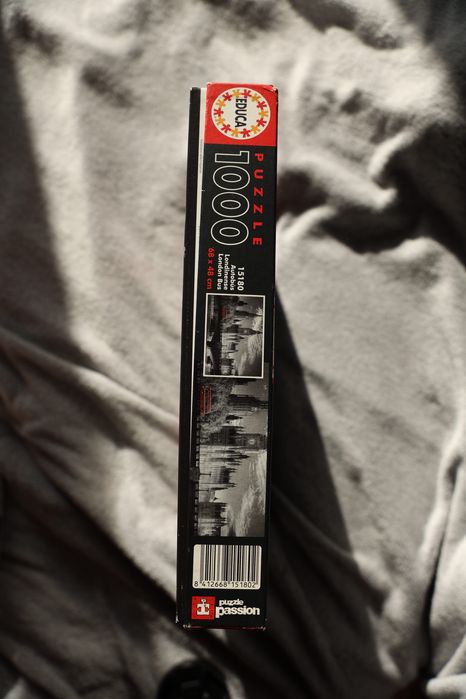 EDUCA
PUZZLE
1000
15180
Autobús
Londinense
London Bus
68 x 48 cm
8 412668 151802
puzzle
passion